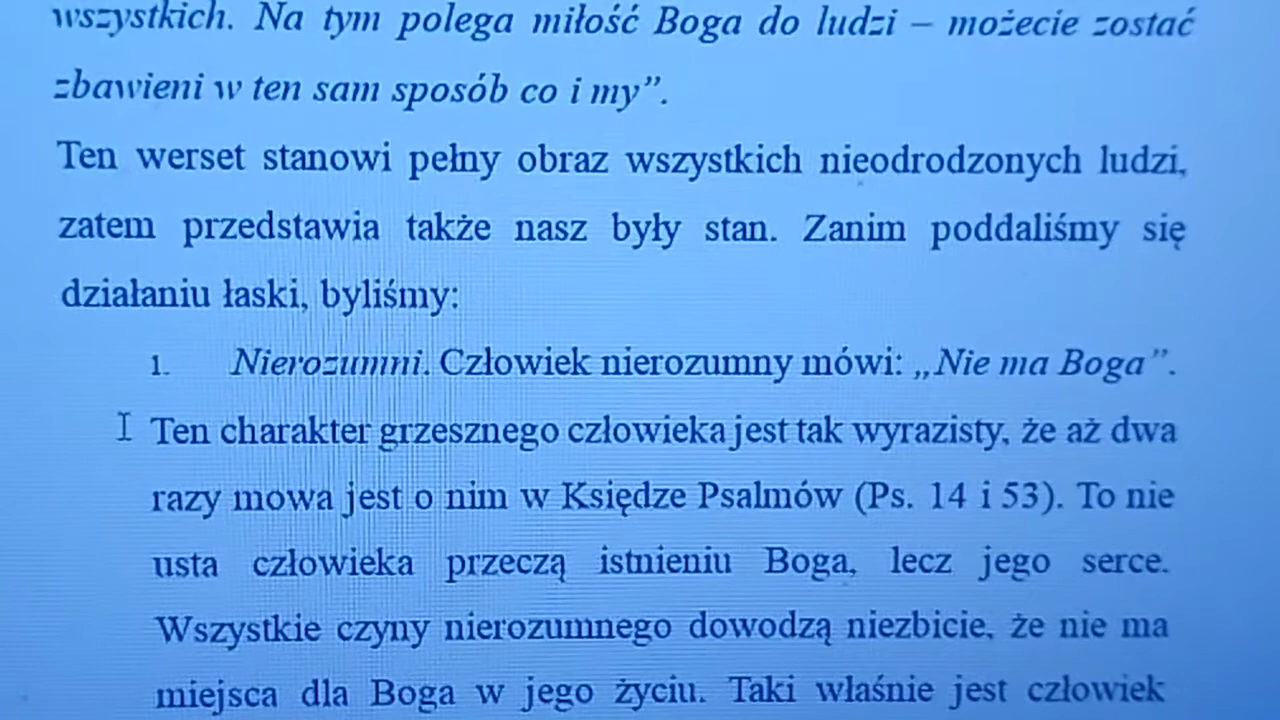 wszystkich. Na tym polega miłość Boga do ludzi – możecie zostać
zbawieni w ten sam sposób co i my”.
Ten werset stanowi pełny obraz wszystkich nieodrodzonych ludzi,
zatem przedstawia także nasz były stan. Zanim poddaliśmy się
działaniu łaski, byliśmy:
1. Nierozumni. Człowiek nierozumny mówi: „Nie ma Boga”.
Ten charakter grzesznego człowieka jest tak wyrazisty, że aż dwa
razy mowa jest o nim w Księdze Psalmów (Ps. 14 i 53). To nie
usta człowieka przeczą istnieniu Boga, lecz jego serce.
Wszystkie czyny nierozumnego dowodzą niezbicie, że nie ma
miejsca dla Boga w jego życiu. Taki właśnie jest człowiek